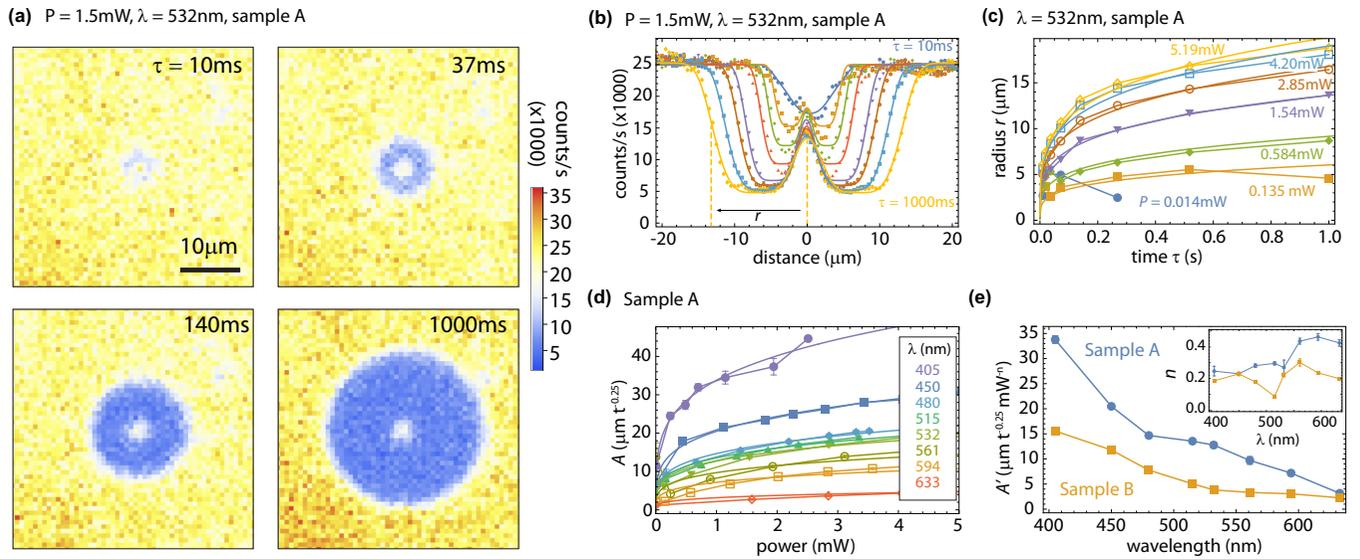 (a) P = 1.5mW, λ = 532nm, sample A
τ = 10ms
37ms
10μm
140ms
1000ms
counts/s
(x1000)
35
30
25
20
15
10
5
(b) P = 1.5mW, λ = 532nm, sample A
τ = 10ms
τ = 1000ms
r
counts/ s (x1000)
25
20
15
10
5
0
-20 -10 0 10 20
distance (μm)
(c) λ = 532nm, sample A
5.19mW
4.20mW
2.85mW
1.54mW
0.584mW
0.135 mW
P = 0.014mW
radius r (μm)
15
10
5
0
0.0 0.2 0.4 0.6 0.8 1.0
time τ (s)
(d) Sample A
λ (nm)
405
450
480
515
532
561
594
633
A (μm t-0.25)
40
30
20
10
0
0 1 2 3 4 5
power (mW)
(e)
Sample A
Sample B
A' (μm t-0.25 mW-n)
35
30
25
20
15
10
5
0
400 450 500 550 600
wavelength (nm)
n
0.4
0.2
0.0
400 500 600
λ (nm)